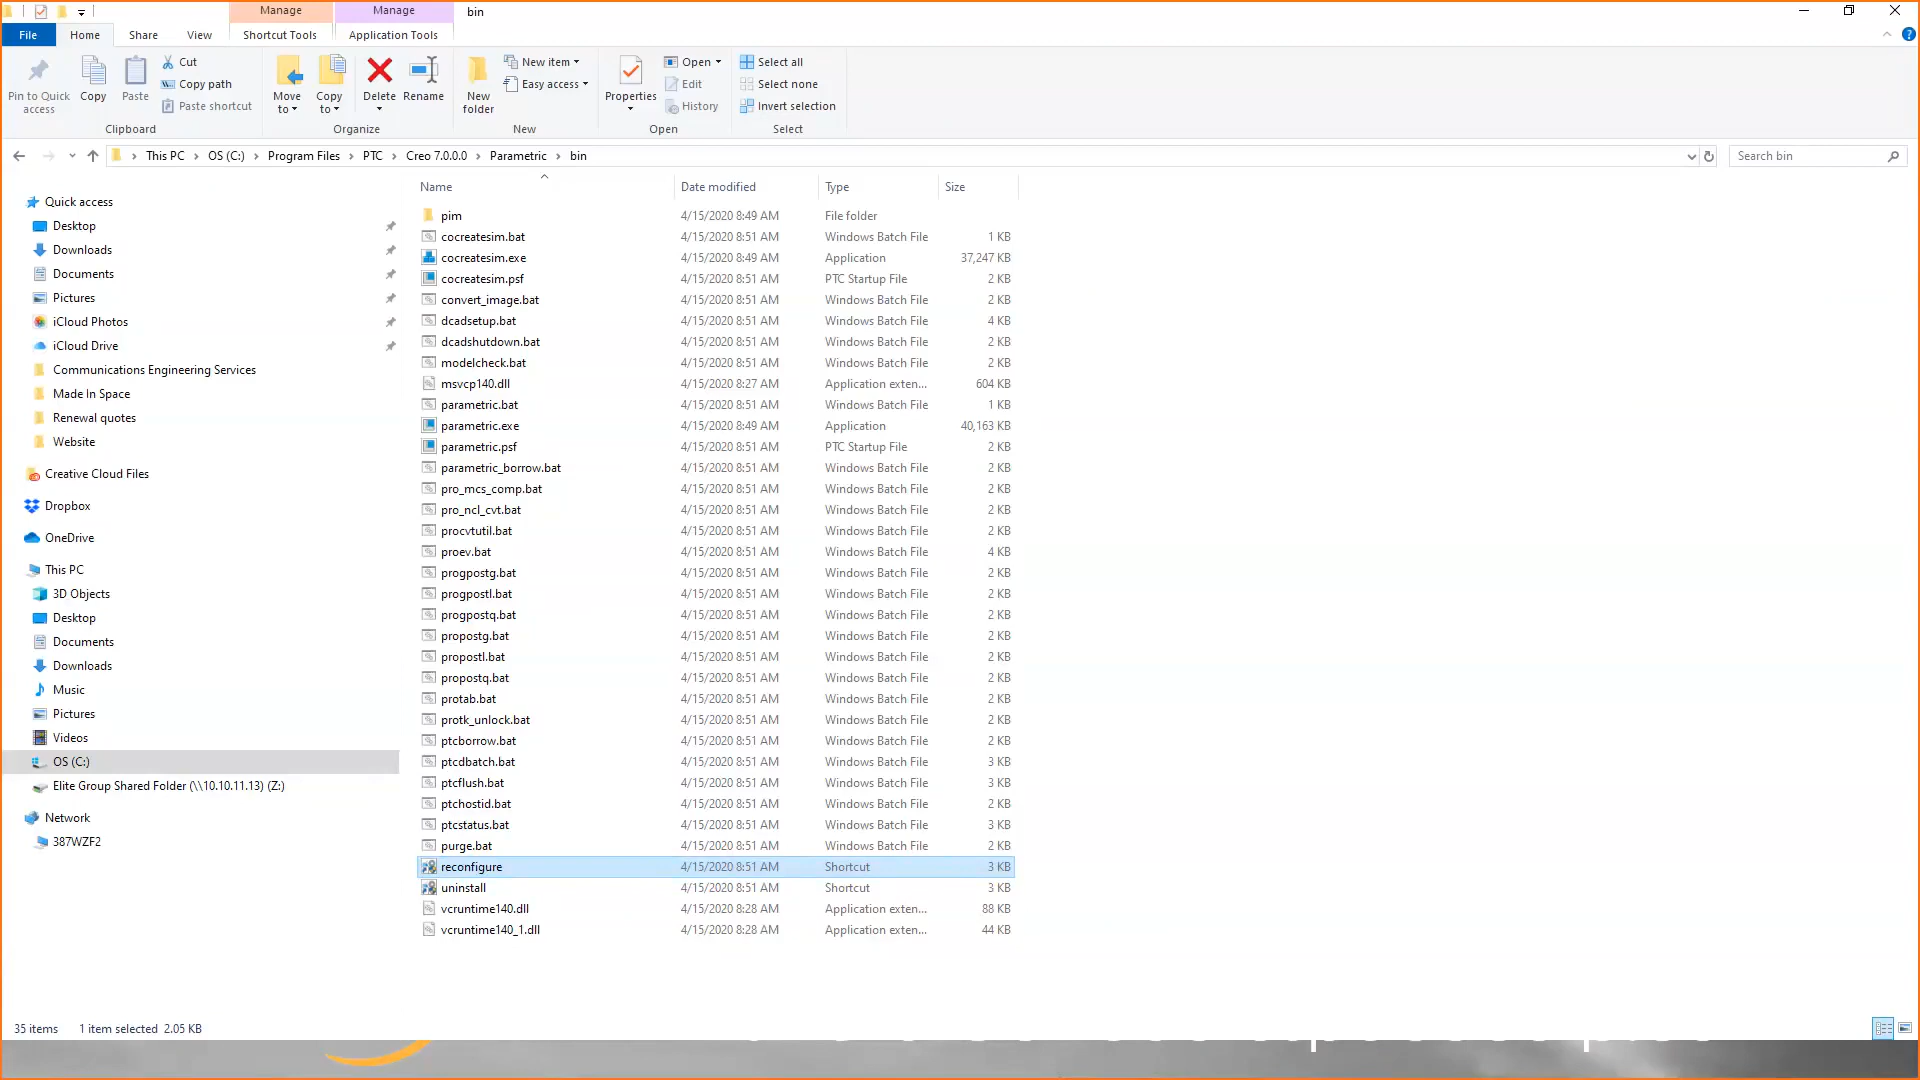 Manage
Manage
bin
File
Home
Share
View
Shortcut Tools
Application Tools
Pin to Quick access
Copy
Paste
Cut
Copy path
Paste shortcut
Clipboard
Move to
Copy to
Delete
Rename
Organize
New folder
New item
Easy access
New
Properties
Open
Edit
History
Open
Select all
Select none
Invert selection
Select
This PC > OS (C:) > Program Files > PTC > Creo 7.0.0.0 > Parametric > bin
Search bin
Quick access
Desktop
Downloads
Documents
Pictures
iCloud Photos
iCloud Drive
Communications Engineering Services
Made In Space
Renewal quotes
Website
Creative Cloud Files
Dropbox
OneDrive
This PC
3D Objects
Desktop
Documents
Downloads
Music
Pictures
Videos
OS (C:)
Elite Group Shared Folder (\\10.10.11.13) (Z:)
Network
387WZF2
Name Date modified Type Size
pim 4/15/2020 8:49 AM File folder
cocreatesim.bat 4/15/2020 8:51 AM Windows Batch File 1 KB
cocreatesim.exe 4/15/2020 8:49 AM Application 37,247 KB
cocreatesim.psf 4/15/2020 8:51 AM PTC Startup File 2 KB
convert_image.bat 4/15/2020 8:51 AM Windows Batch File 2 KB
dcadsetup.bat 4/15/2020 8:51 AM Windows Batch File 4 KB
dcadshutdown.bat 4/15/2020 8:51 AM Windows Batch File 2 KB
modelcheck.bat 4/15/2020 8:51 AM Windows Batch File 2 KB
msvcp140.dll 4/15/2020 8:27 AM Application exten... 604 KB
parametric.bat 4/15/2020 8:51 AM Windows Batch File 1 KB
parametric.exe 4/15/2020 8:49 AM Application 40,163 KB
parametric.psf 4/15/2020 8:51 AM PTC Startup File 2 KB
parametric_borrow.bat 4/15/2020 8:51 AM Windows Batch File 2 KB
pro_mcs_comp.bat 4/15/2020 8:51 AM Windows Batch File 2 KB
pro_ncl_cvt.bat 4/15/2020 8:51 AM Windows Batch File 2 KB
procvtutil.bat 4/15/2020 8:51 AM Windows Batch File 2 KB
proev.bat 4/15/2020 8:51 AM Windows Batch File 4 KB
progpostg.bat 4/15/2020 8:51 AM Windows Batch File 2 KB
progpostl.bat 4/15/2020 8:51 AM Windows Batch File 2 KB
progpostq.bat 4/15/2020 8:51 AM Windows Batch File 2 KB
propostg.bat 4/15/2020 8:51 AM Windows Batch File 2 KB
propostl.bat 4/15/2020 8:51 AM Windows Batch File 2 KB
propostq.bat 4/15/2020 8:51 AM Windows Batch File 2 KB
protab.bat 4/15/2020 8:51 AM Windows Batch File 2 KB
protk_unlock.bat 4/15/2020 8:51 AM Windows Batch File 2 KB
ptcborrow.bat 4/15/2020 8:51 AM Windows Batch File 2 KB
ptcdbatch.bat 4/15/2020 8:51 AM Windows Batch File 3 KB
ptcflush.bat 4/15/2020 8:51 AM Windows Batch File 3 KB
ptchostid.bat 4/15/2020 8:51 AM Windows Batch File 2 KB
ptcstatus.bat 4/15/2020 8:51 AM Windows Batch File 3 KB
purge.bat 4/15/2020 8:51 AM Windows Batch File 2 KB
reconfigure 4/15/2020 8:51 AM Shortcut 3 KB
uninstall 4/15/2020 8:51 AM Shortcut 3 KB
vcruntime140.dll 4/15/2020 8:28 AM Application exten... 88 KB
vcruntime140_1.dll 4/15/2020 8:28 AM Application exten... 44 KB
35 items 1 item selected 2.05 KB